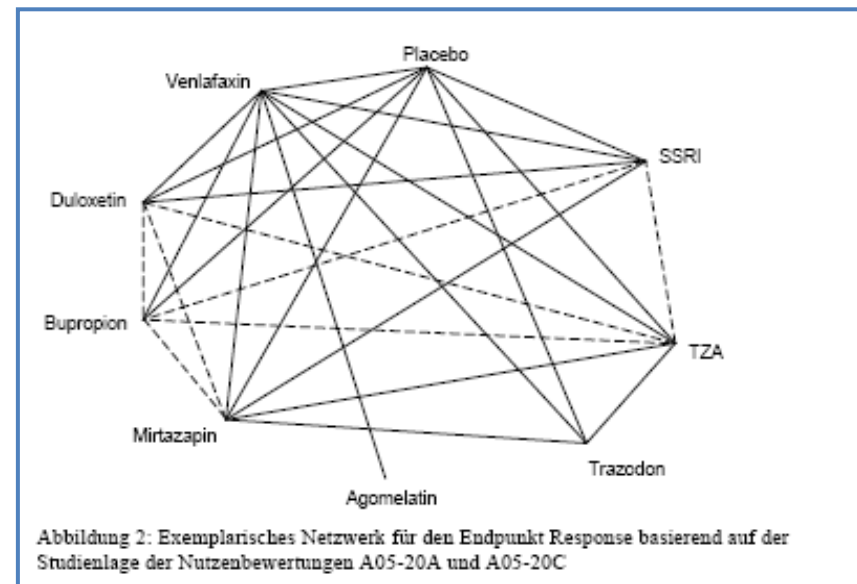 Placebo
Venlafaxin
SSRI
Duloxetin
Bupropion
TZA
Mirtazapin
Trazodon
Agomelatin
Abbildung 2: Exemplarisches Netzwerk für den Endpunkt Response basierend auf der
Studienlage der Nutzenbewertungen A05-20A und A05-20C